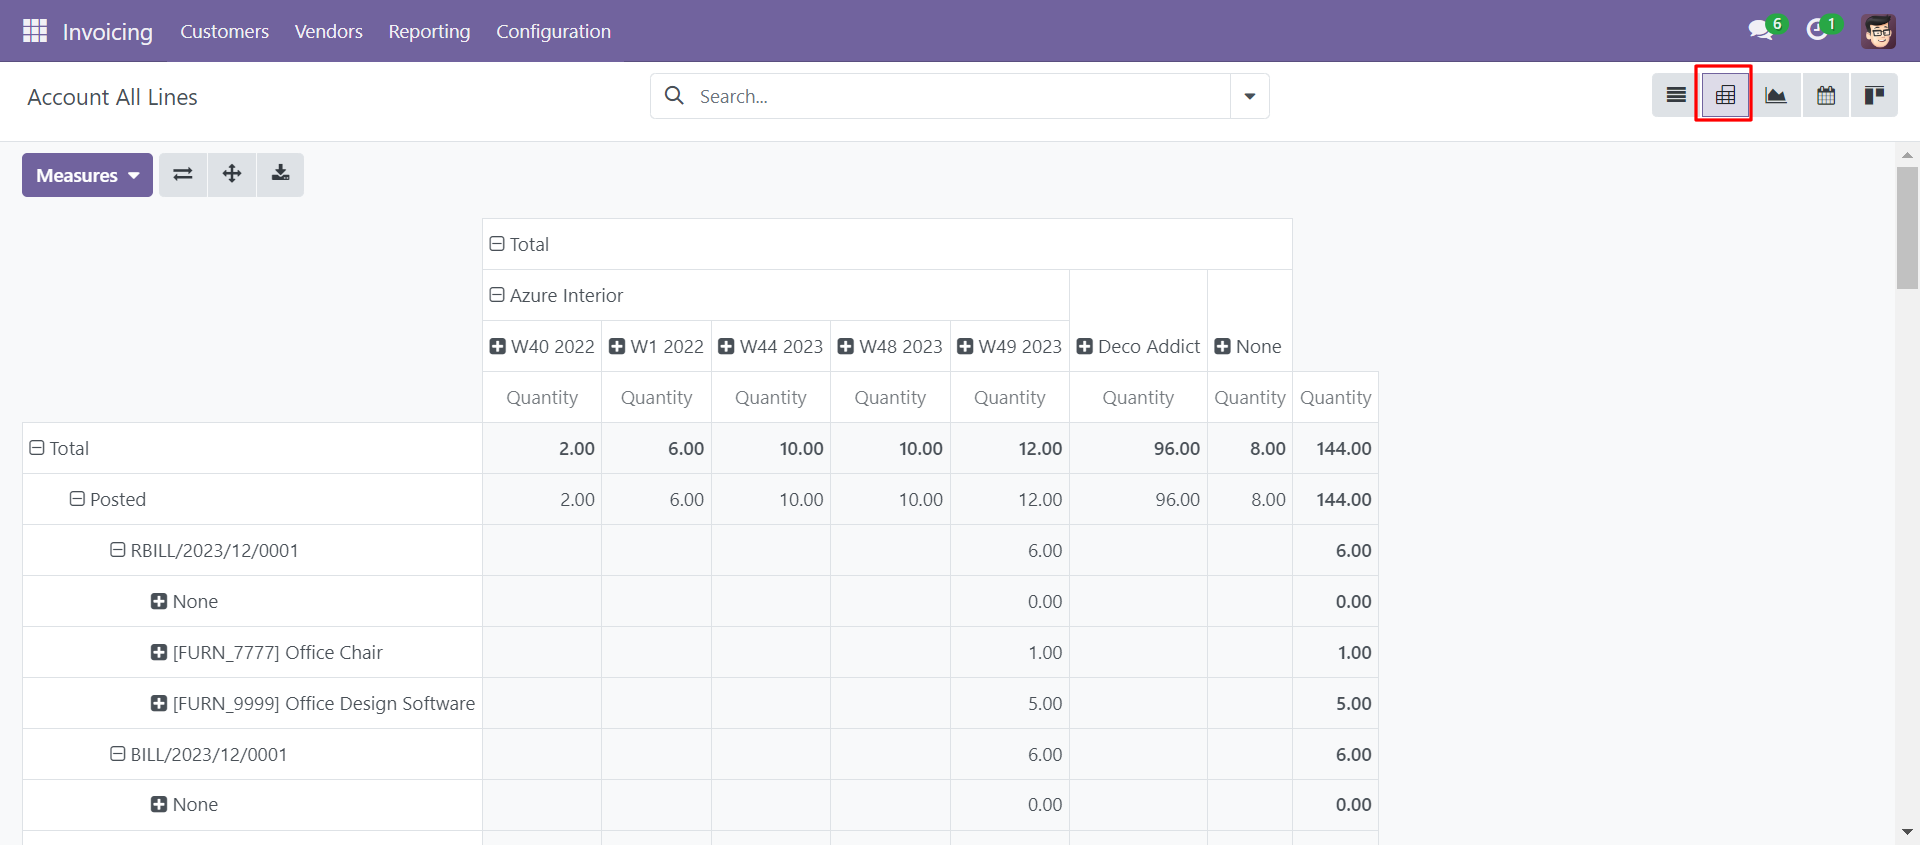 Invoicing Customers Vendors Reporting Configuration 6 1
Account All Lines Search...
Measures
Total
Azure Interior
W40 2022 W1 2022 W44 2023 W48 2023 W49 2023 Deco Addict None
Quantity Quantity Quantity Quantity Quantity Quantity Quantity Quantity
Total 2.00 6.00 10.00 10.00 12.00 96.00 8.00 144.00
Posted 2.00 6.00 10.00 10.00 12.00 96.00 8.00 144.00
RBILL/2023/12/0001 6.00 6.00
None 0.00 0.00
[FURN_7777] Office Chair 1.00 1.00
[FURN_9999] Office Design Software 5.00 5.00
BILL/2023/12/0001 6.00 6.00
None 0.00 0.00